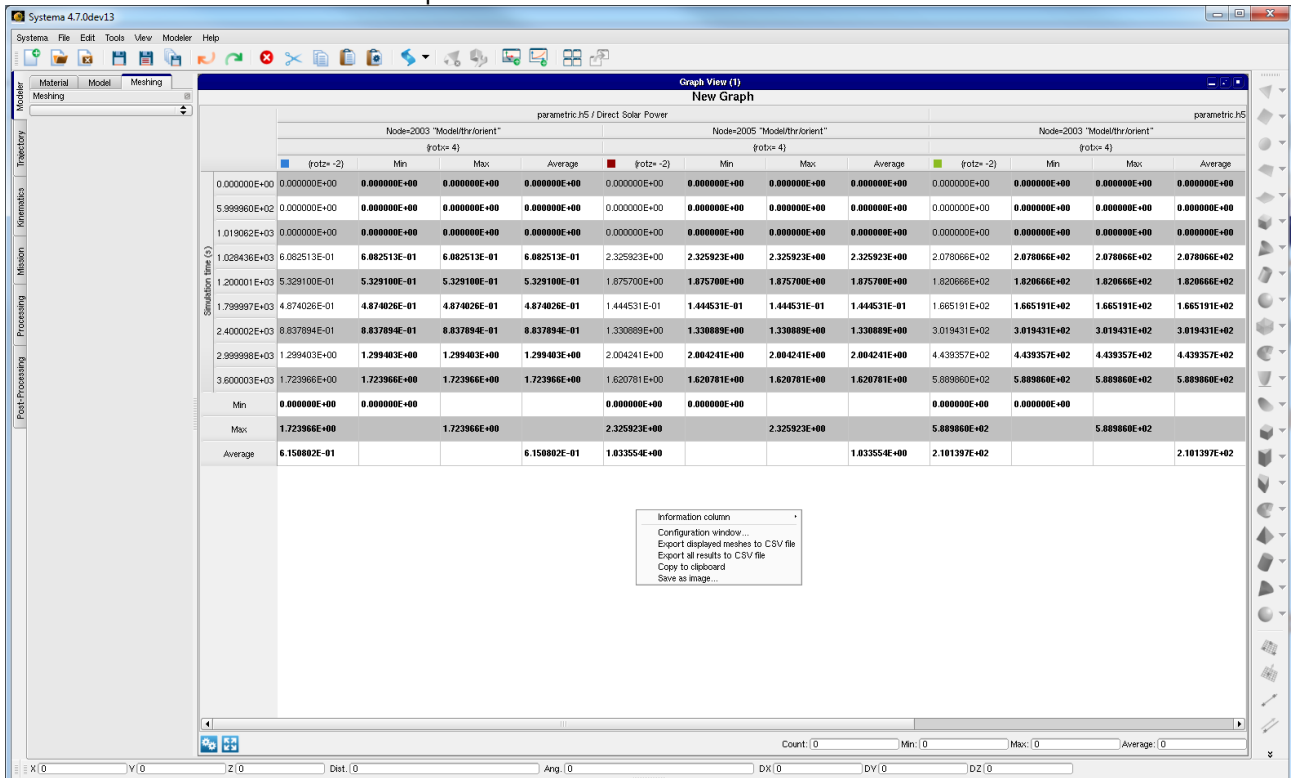 Systema 4.7.0dev13
Systema File Edit Tools View Modeler Help
Material Model Meshing
Meshing
Modeler
Trajectory
Kinematics
Mission
Processing
Post-Processing
Graph View (1)
New Graph
parametric.h5 / Direct Solar Power parametric.h5
Node=2003 "Model/thr/orient" Node=2005 "Model/thr/orient" Node=2003 "Model/thr/orient"
{rotx= 4} {rotx= 4} {rotx= 4}
{rotz= -2} Min Max Average {rotz= -2} Min Max Average {rotz= -2} Min Max Average
Simulation time (s)
0.000000E+00 0.000000E+00 0.000000E+00 0.000000E+00 0.000000E+00 0.000000E+00 0.000000E+00 0.000000E+00 0.000000E+00 0.000000E+00 0.000000E+00 0.000000E+00 0.000000E+00
5.999960E+02 0.000000E+00 0.000000E+00 0.000000E+00 0.000000E+00 0.000000E+00 0.000000E+00 0.000000E+00 0.000000E+00 0.000000E+00 0.000000E+00 0.000000E+00 0.000000E+00
1.019062E+03 0.000000E+00 0.000000E+00 0.000000E+00 0.000000E+00 0.000000E+00 0.000000E+00 0.000000E+00 0.000000E+00 0.000000E+00 0.000000E+00 0.000000E+00 0.000000E+00
1.028436E+03 6.082513E-01 6.082513E-01 6.082513E-01 6.082513E-01 2.325923E+00 2.325923E+00 2.325923E+00 2.325923E+00 2.078066E+02 2.078066E+02 2.078066E+02 2.078066E+02
1.200001E+03 5.329100E-01 5.329100E-01 5.329100E-01 5.329100E-01 1.875700E+00 1.875700E+00 1.875700E+00 1.875700E+00 1.820666E+02 1.820666E+02 1.820666E+02 1.820666E+02
1.799997E+03 4.874026E-01 4.874026E-01 4.874026E-01 4.874026E-01 1.444531E-01 1.444531E-01 1.444531E-01 1.444531E-01 1.665191E+02 1.665191E+02 1.665191E+02 1.665191E+02
2.400002E+03 8.837894E-01 8.837894E-01 8.837894E-01 8.837894E-01 1.330889E+00 1.330889E+00 1.330889E+00 1.330889E+00 3.019431E+02 3.019431E+02 3.019431E+02 3.019431E+02
2.999998E+03 1.299403E+00 1.299403E+00 1.299403E+00 1.299403E+00 2.004241E+00 2.004241E+00 2.004241E+00 2.004241E+00 4.439357E+02 4.439357E+02 4.439357E+02 4.439357E+02
3.600003E+03 1.723966E+00 1.723966E+00 1.723966E+00 1.723966E+00 1.620781E+00 1.620781E+00 1.620781E+00 1.620781E+00 5.889860E+02 5.889860E+02 5.889860E+02 5.889860E+02
Min 0.000000E+00 0.000000E+00 0.000000E+00 0.000000E+00 0.000000E+00 0.000000E+00
Max 1.723966E+00 1.723966E+00 2.325923E+00 2.325923E+00 5.889860E+02 5.889860E+02
Average 6.150802E-01 6.150802E-01 1.033554E+00 1.033554E+00 2.101397E+02 2.101397E+02
Information column
Configuration window...
Export displayed meshes to CSV file
Export all results to CSV file
Copy to clipboard
Save as image...
Count: 0 Min: 0 Max: 0 Average: 0
X 0 Y 0 Z 0 Dist. 0 Ang. 0 DX 0 DY 0 DZ 0